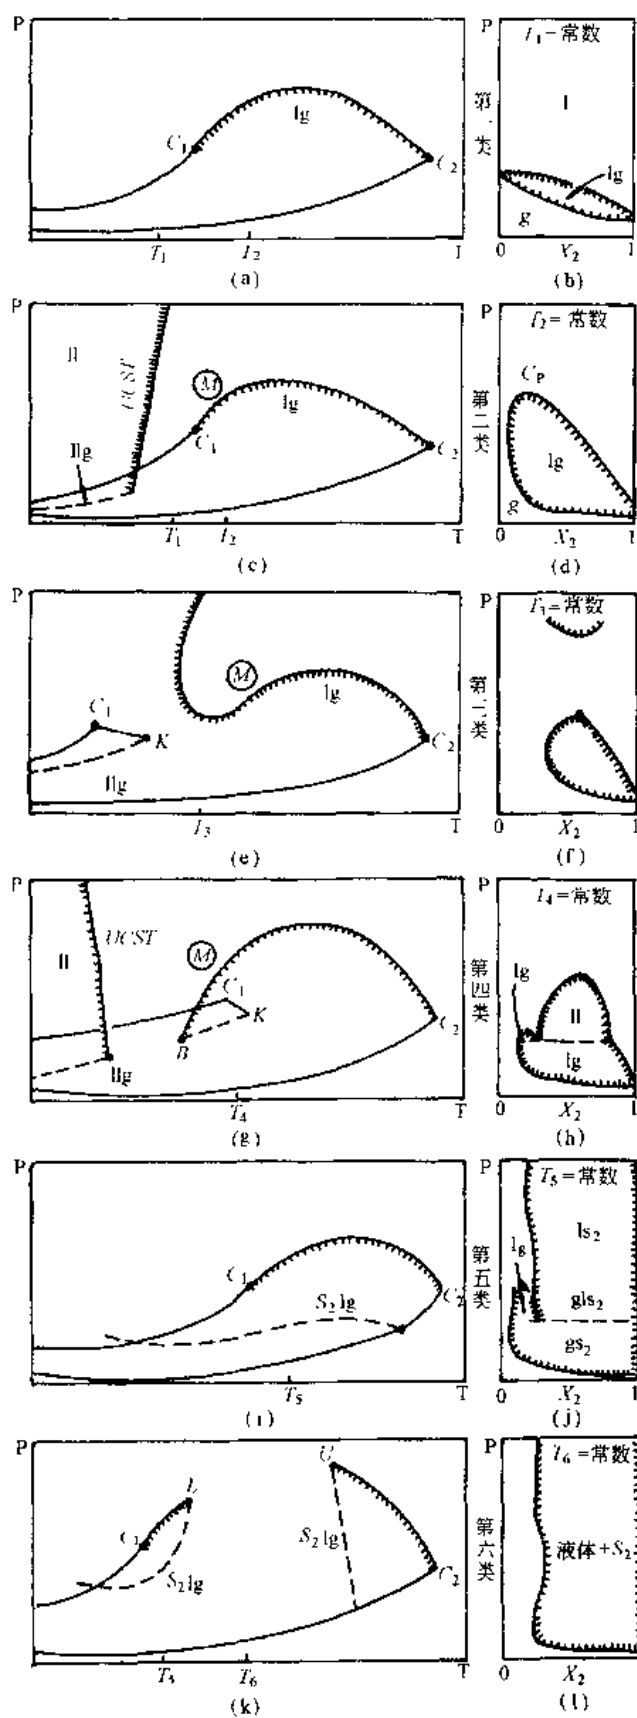 P
lg
C₁
C₂
T₁
T₂
T
(a)
第一类
P
T₁=常数
l
lg
g
0
X₂
1
(b)
P
ll
UCST
M
llg
lg
C₁
C₂
T₁
T₂
T
(c)
第二类
P
T₂=常数
Cₚ
lg
g
0
X₂
1
(d)
P
M
lg
C₁
K
C₂
llg
T₃
T
(e)
第三类
P
T₃=常数
0
X₂
1
(f)
P
ll
UCST
M
C₁
K
B
C₂
llg
T₄
T
(g)
第四类
P
T₄=常数
lg
ll
lg
0
X₂
1
(h)
P
C₁
C₂
S₂lg
T₅
T
(i)
第五类
P
T₅=常数
ls₂
lg
gls₂
gs₂
0
X₂
1
(j)
P
L
U
C₁
S₂lg
S₂lg
C₂
T₅
T₆
T
(k)
第六类
P
T₆=常数
液体+S₂
0
X₂
1
(l)